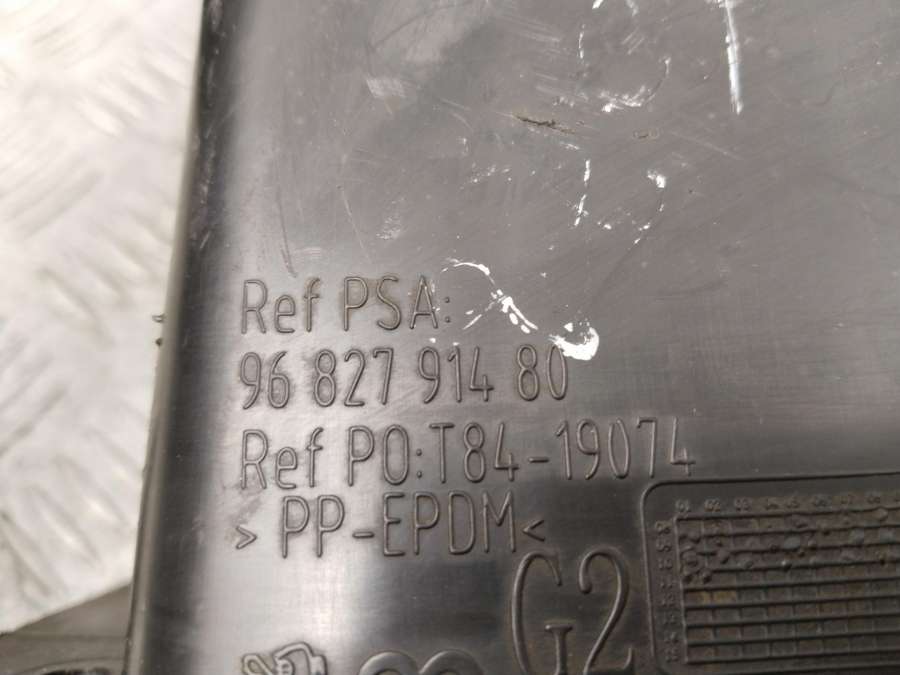 Ref PSA:
96 827 914 80
Ref PO:T84-19074
>PP-EPDM<
G2